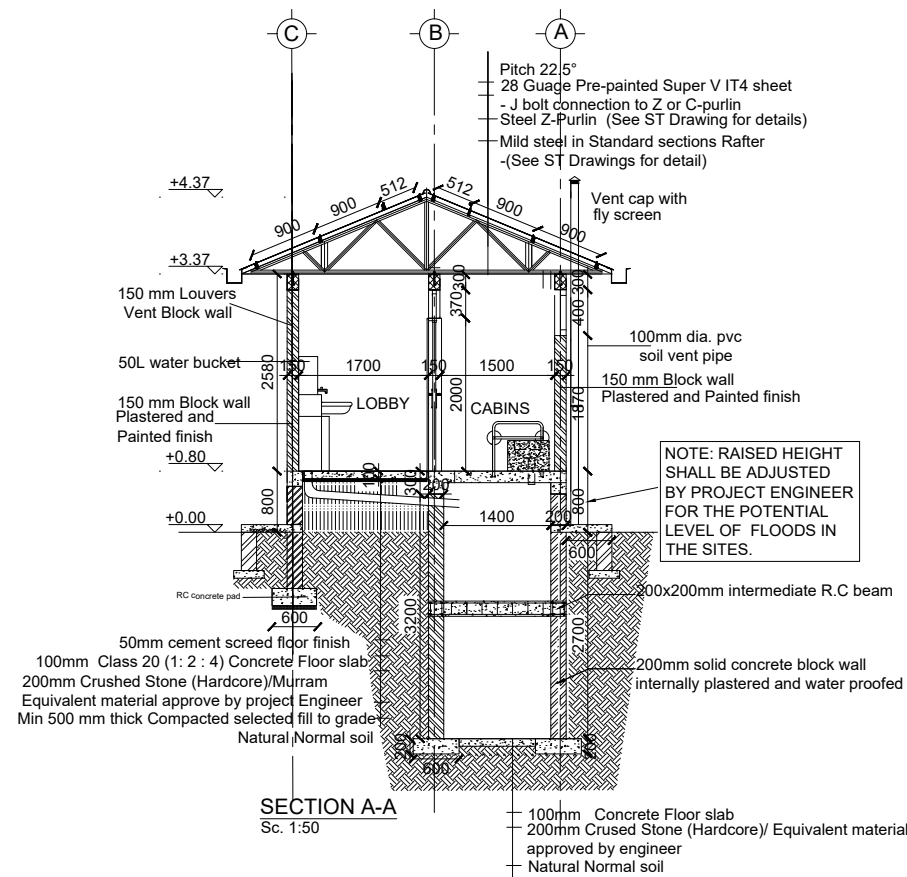 C
B
A
Pitch 22.5°
28 Guage Pre-painted Super V IT4 sheet
- J bolt connection to Z or C-purlin
Steel Z-Purlin (See ST Drawing for details)
Mild steel in Standard sections Rafter
-(See ST Drawings for detail)
+4.37
512
512
900
900
900
900
Vent cap with
fly screen
+3.37
300
300
370
400
150 mm Louvers
Vent Block wall
100mm dia. pvc
soil vent pipe
50L water bucket
150
1700
150
1500
150
2580
2000
1870
150 mm Block wall
Plastered and Painted finish
150 mm Block wall
Plastered and
Painted finish
LOBBY
CABINS
+0.80
NOTE: RAISED HEIGHT
SHALL BE ADJUSTED
BY PROJECT ENGINEER
FOR THE POTENTIAL
LEVEL OF FLOODS IN
THE SITES.
100
300
200
800
800
1400
200
+0.00
600
RC concrete pad
600
200x200mm intermediate R.C beam
3200
2700
50mm cement screed floor finish
100mm Class 20 (1: 2 : 4) Concrete Floor slab
200mm Crushed Stone (Hardcore)/Murram
Equivalent material approve by project Engineer
Min 500 mm thick Compacted selected fill to grade
Natural Normal soil
200mm solid concrete block wall
internally plastered and water proofed
200
200
600
SECTION A-A
Sc. 1:50
100mm Concrete Floor slab
200mm Crused Stone (Hardcore)/ Equivalent material
approved by engineer
Natural Normal soil